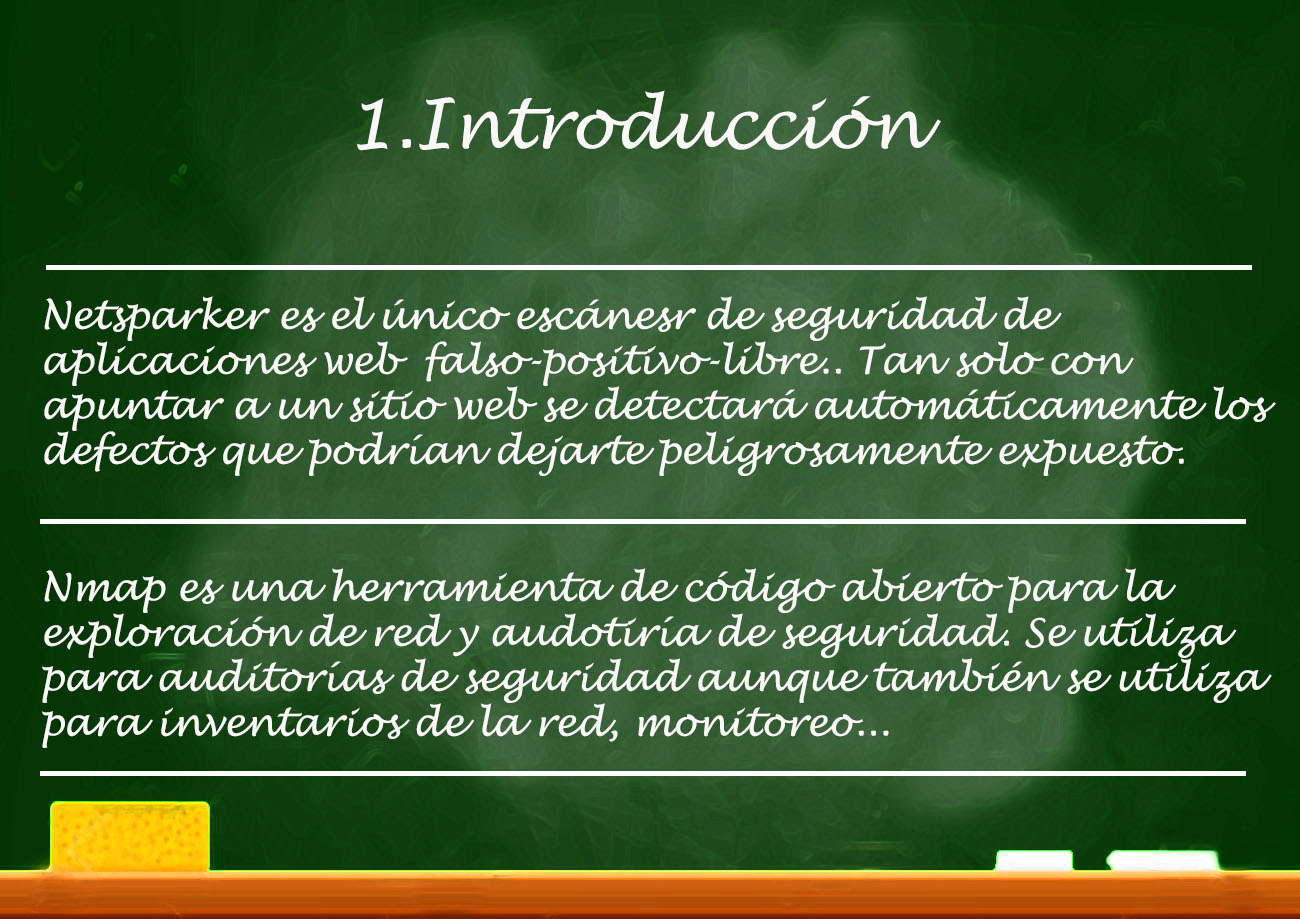 1.Introducción
Netsparker es el único escánesr de seguridad de
aplicaciones web falso-positivo-libre.. Tan solo con
apuntar a un sitio web se detectará automáticamente los
defectos que podrían dejarte peligrosamente expuesto.
Nmap es una herramienta de código abierto para la
exploración de red y audotiría de seguridad. Se utiliza
para auditorías de seguridad aunque también se utiliza
para inventarios de la red, monitoreo...